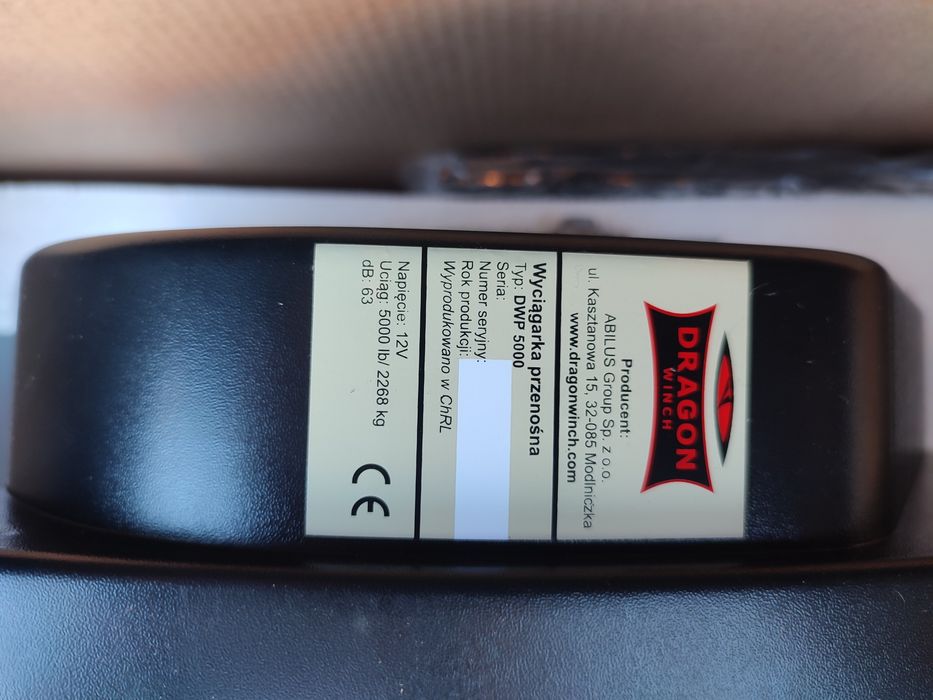 DRAGON
WINCH
Producent:
ABILUS Group Sp. z o.o.
ul. Kasztanowa 15, 32-085 Modlniczka
www.dragonwinch.com
Wyciągarka przenośna
Typ: DWP 5000
Seria:
Numer seryjny:
Rok produkcji:
Wyprodukowano w ChRL
Napięcie: 12V
Uciąg: 5000 lb/ 2268 kg
dB: 63
CE